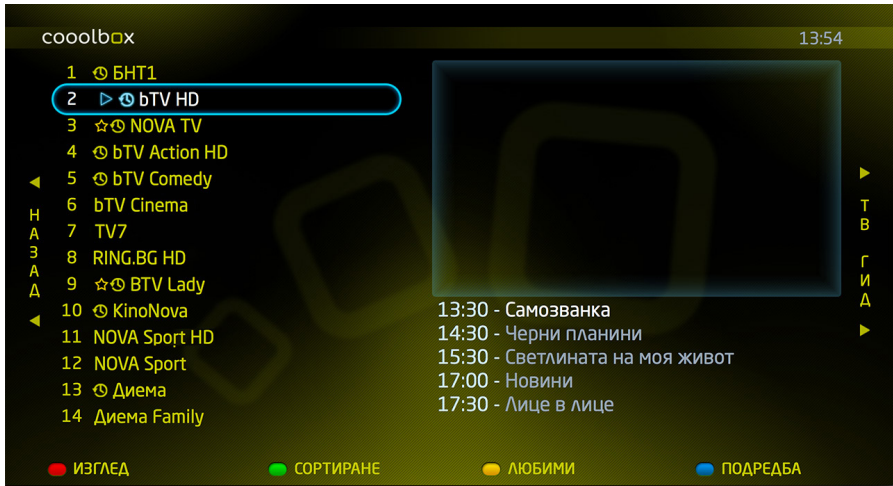 cooolbox
13:54
1 БНТ1
2 bTV HD
3 NOVA TV
4 bTV Action HD
5 bTV Comedy
6 bTV Cinema
7 TV7
8 RING.BG HD
9 BTV Lady
10 KinoNova
11 NOVA Sport HD
12 NOVA Sport
13 Диема
14 Диема Family
НАЗАД
13:30 - Самозванка
14:30 - Черни планини
15:30 - Светлината на моя живот
17:00 - Новини
17:30 - Лице в лице
ТВ ГИД
ИЗГЛЕД
СОРТИРАНЕ
ЛЮБИМИ
ПОДРЕДБА